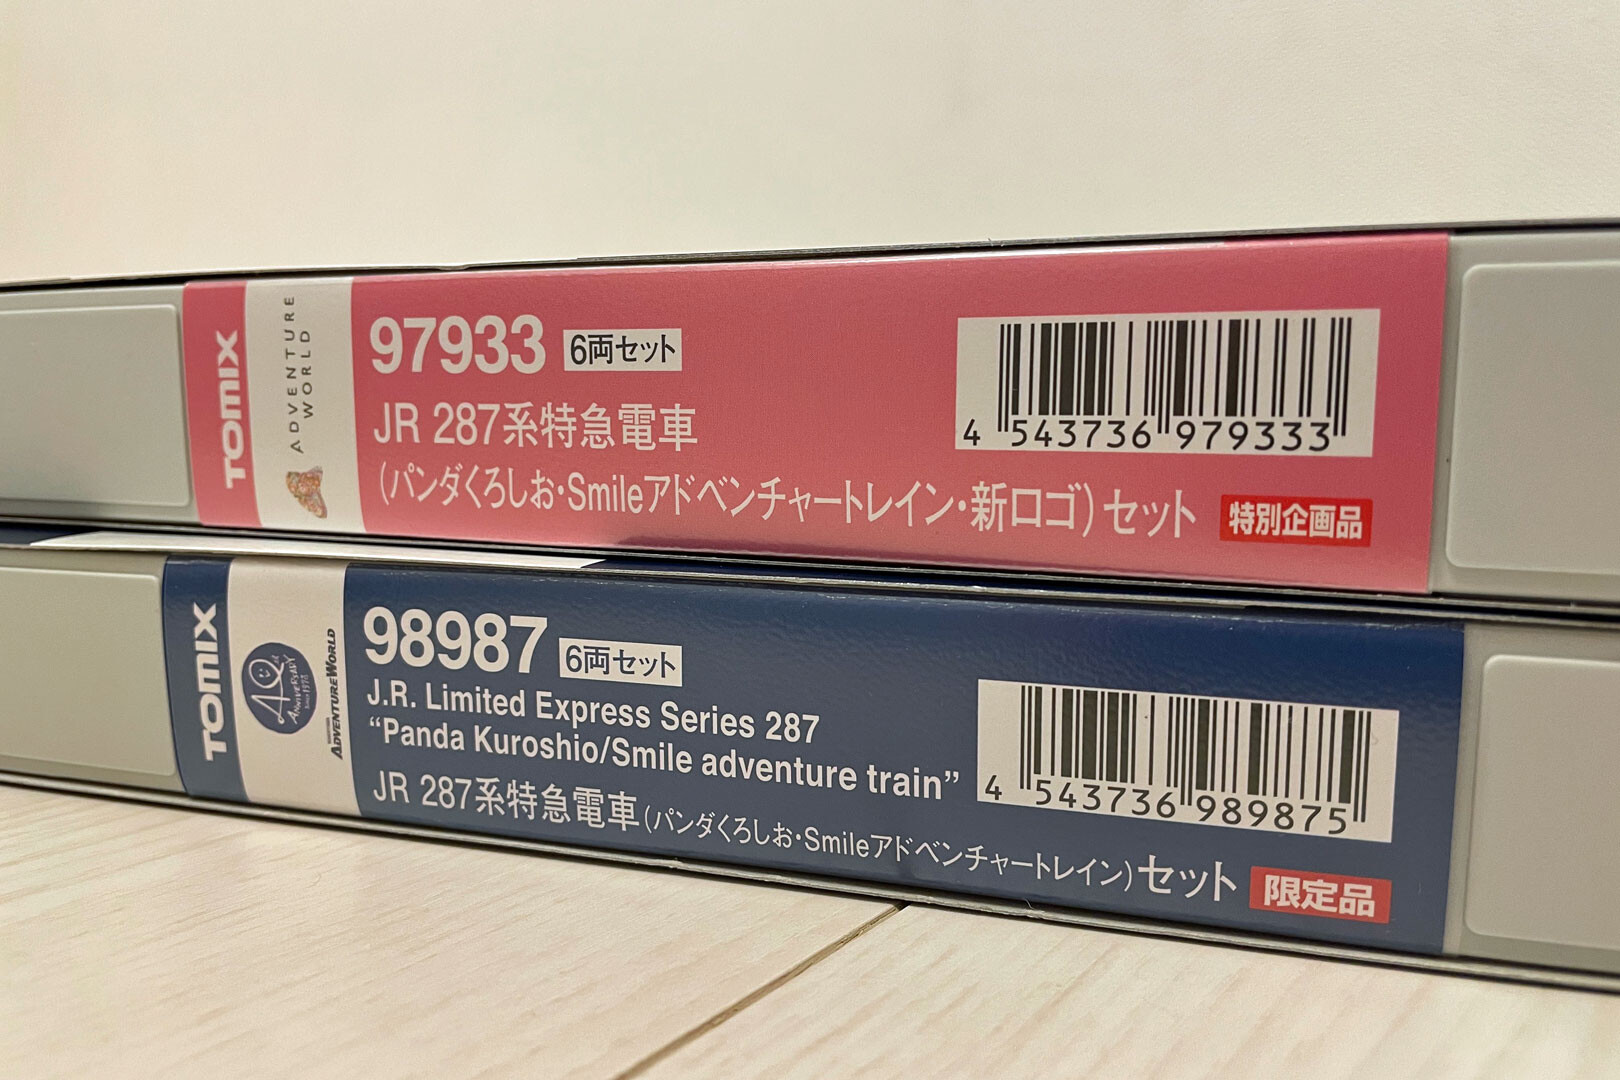 TOMIX
ADVENTURE
WORLD
97933 6両セット
JR 287系特急電車
(パンダくろしお・Smileアドベンチャートレイン・新ロゴ)セット
特別企画品
4 543736 979333
TOMIX
40th
ANNIVERSARY
Since 1978
ADVENTURE WORLD
98987 6両セット
J.R. Limited Express Series 287
“Panda Kuroshio/Smile adventure train”
JR 287系特急電車(パンダくろしお・Smileアドベンチャートレイン)セット
限定品
4 543736 989875